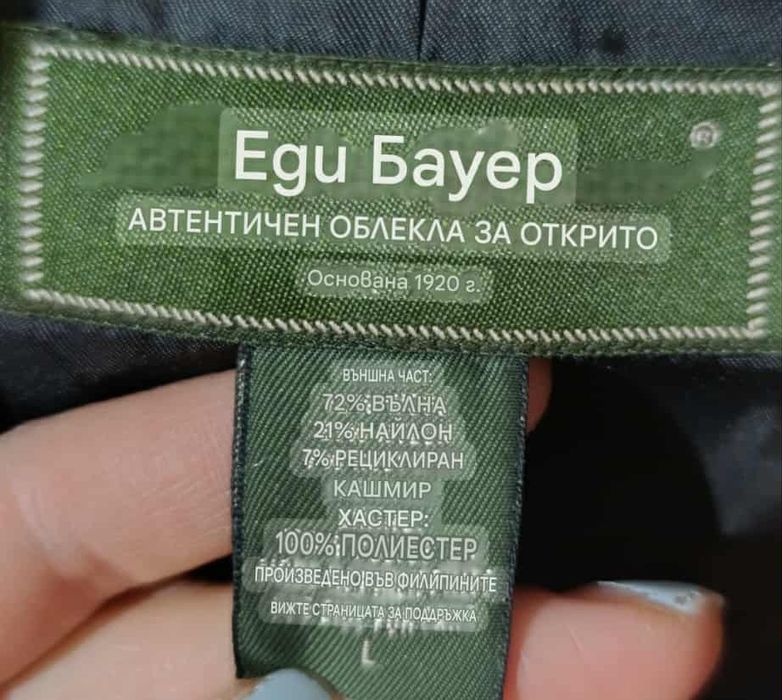 Еди Бауер
®
АВТЕНТИЧЕН ОБЛЕКЛА ЗА ОТКРИТО
Основана 1920 г.
ВЪНШНА ЧАСТ:
72% ВЪЛНА
21% НАЙЛОН
7% РЕЦИКЛИРАН
КАШМИР
ХАСТЕР:
100% ПОЛИЕСТЕР
ПРОИЗВЕДЕНО ВЪВ ФИЛИПИНИТЕ
ВИЖТЕ СТРАНИЦАТА ЗА ПОДДРЪЖКА
L